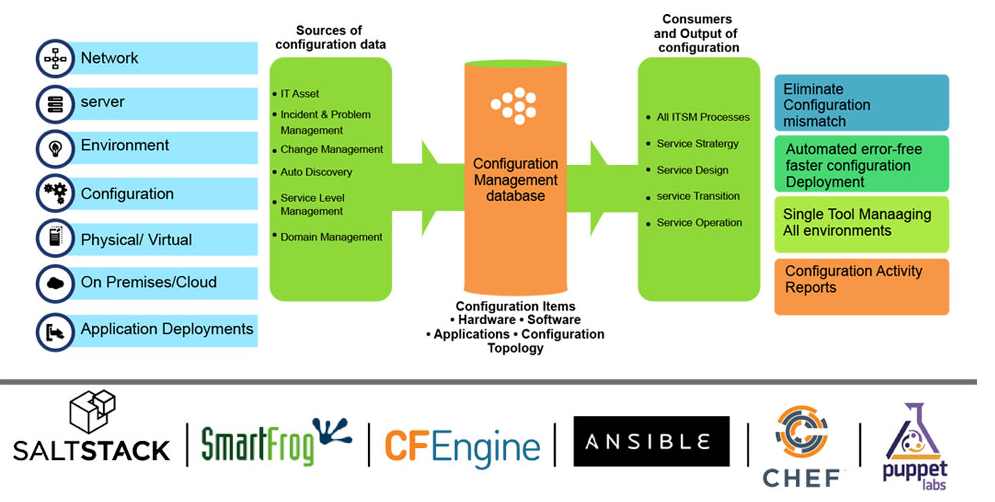 Network
server
Environment
Configuration
Physical/ Virtual
On Premises/Cloud
Application Deployments
Sources of
configuration data
• IT Asset
• Incident & Problem
Management
• Change Management
• Auto Discovery
• Service Level
Management
• Domain Management
Configuration
Management
database
Configuration Items
• Hardware • Software
• Applications • Configuration
Topology
Consumers
and Output of
configuration
• All ITSM Processes
• Service Stratergy
• Service Design
• service Transition
• Service Operation
Eliminate
Configuration
mismatch
Automated error-free
faster configuration
Deployment
Single Tool Manaaging
All environments
Configuration Activity
Reports
SALTSTACK
SmartFrog
CFEngine
ANSIBLE
CHEF
puppet
labs